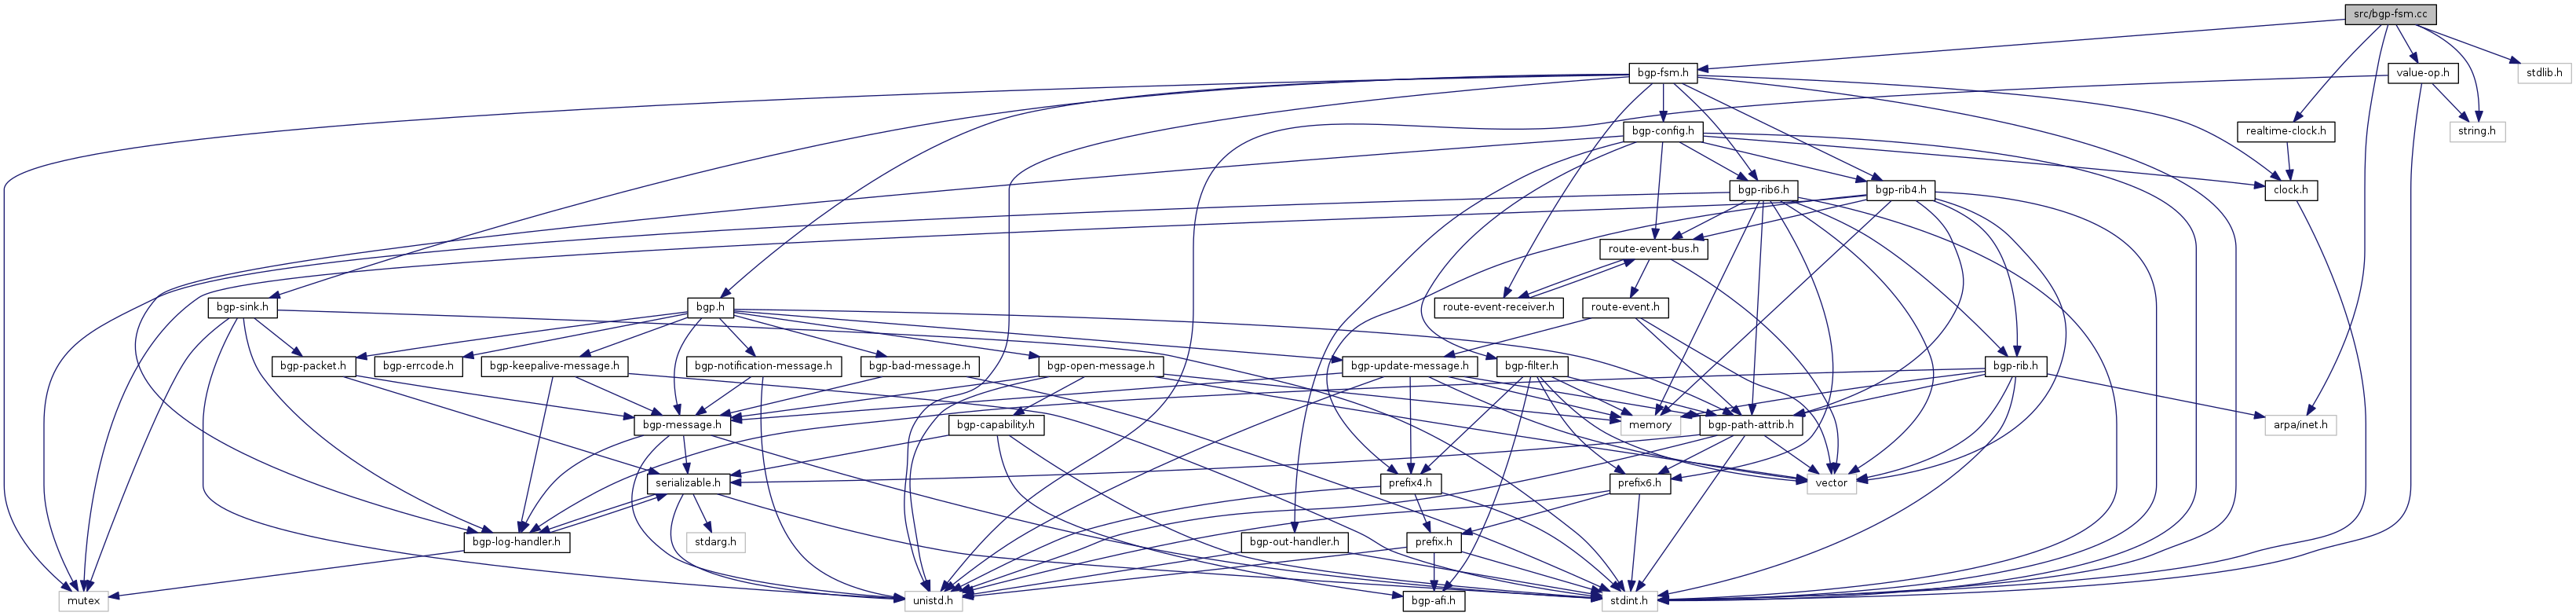 src/bgp-fsm.cc
bgp-fsm.h
value-op.h
stdlib.h
bgp-config.h
realtime-clock.h
string.h
bgp-rib6.h
bgp-rib4.h
clock.h
route-event-bus.h
bgp-sink.h
bgp.h
route-event-receiver.h
route-event.h
bgp-packet.h
bgp-errcode.h
bgp-keepalive-message.h
bgp-notification-message.h
bgp-bad-message.h
bgp-open-message.h
bgp-update-message.h
bgp-filter.h
bgp-rib.h
bgp-message.h
bgp-capability.h
memory
bgp-path-attrib.h
arpa/inet.h
serializable.h
prefix4.h
prefix6.h
vector
bgp-log-handler.h
stdarg.h
bgp-out-handler.h
prefix.h
mutex
unistd.h
bgp-afi.h
stdint.h